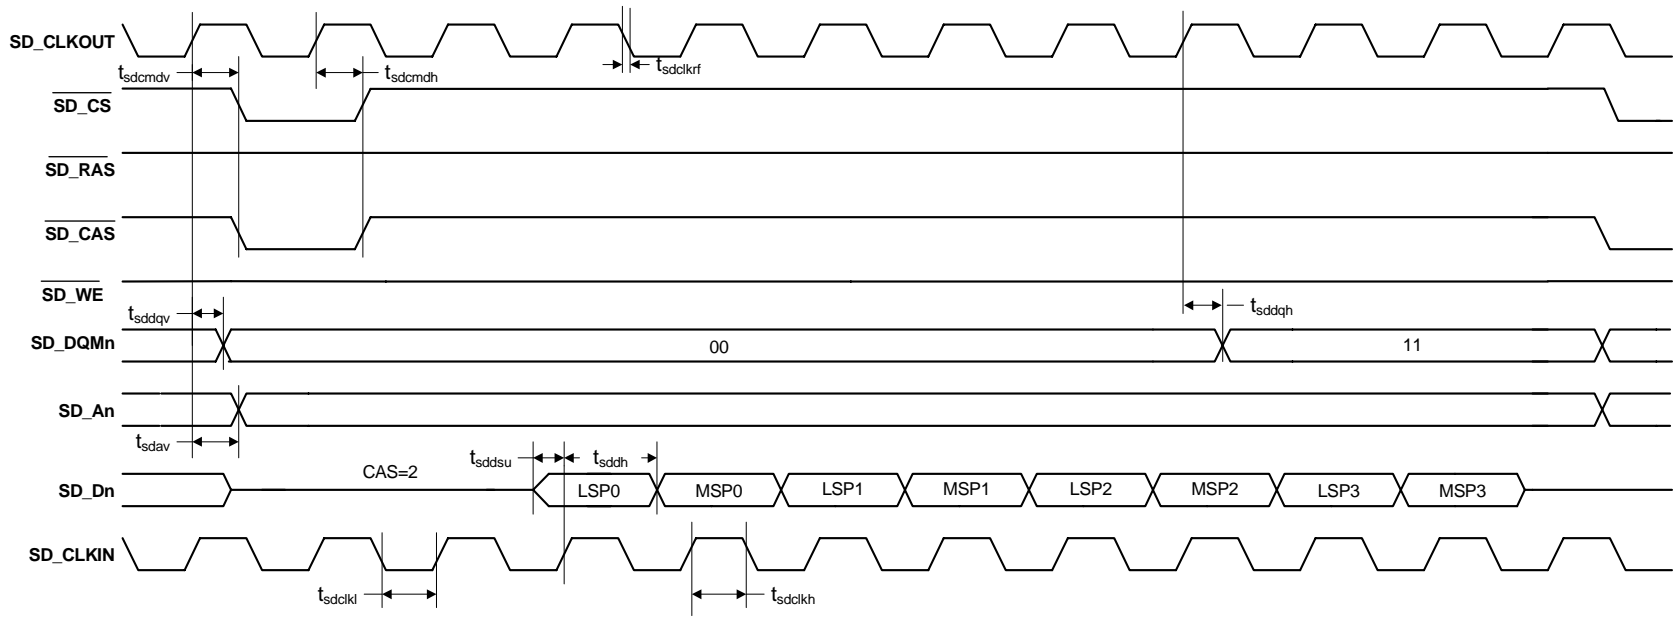 SD_CLKOUT
t_sdcmdv t_sdcmdh t_sdclkrf
SD_CS
SD_RAS
SD_CAS
SD_WE
t_sddqv t_sddqh
SD_DQMn 00 11
SD_An
t_sdav
t_sddsu t_sddh
CAS=2
SD_Dn LSP0 MSP0 LSP1 MSP1 LSP2 MSP2 LSP3 MSP3
SD_CLKIN
t_sdclkl t_sdclkh